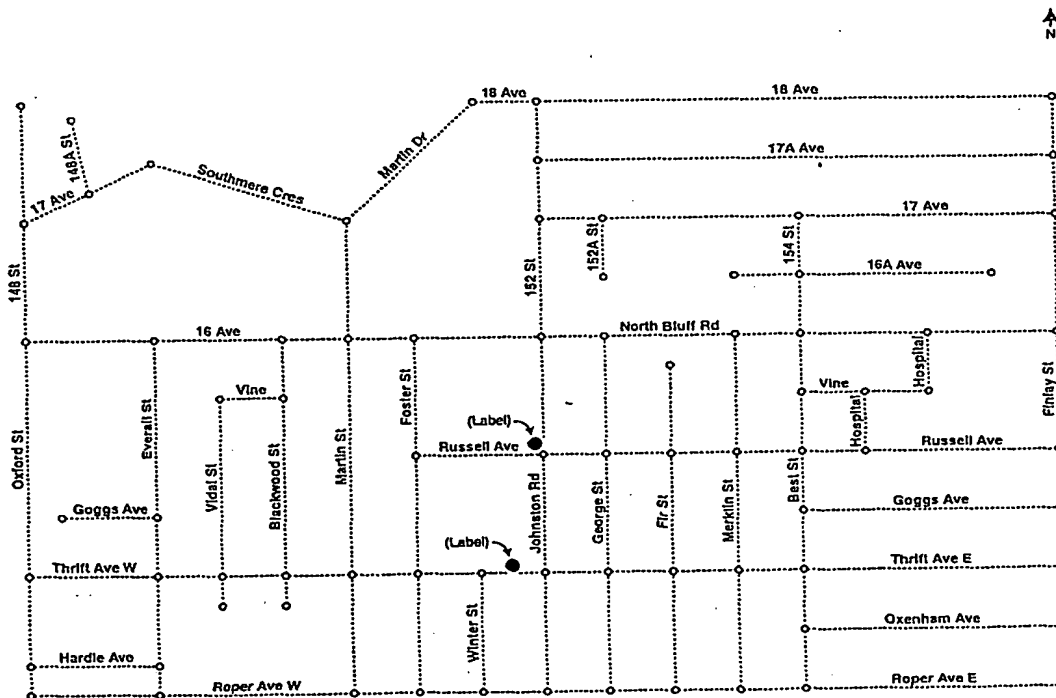 N
18 Ave
18 Ave
148A St
Martin Dr
17A Ave
Southmere Cres
17 Ave
17 Ave
152A St
154 St
148 St
152 St
16A Ave
16 Ave
North Bluff Rd
Hospital
Vine
Vine
Foster St
Finlay St
Everall St
(Label)
Hospital
Oxford St
Russell Ave
Russell Ave
Martin St
Vidal St
Blackwood St
Johnston Rd
George St
Fir St
Merklin St
Best St
Goggs Ave
Goggs Ave
(Label)
Thrift Ave W
Thrift Ave E
Winter St
Oxenham Ave
Hardie Ave
Roper Ave W
Roper Ave E